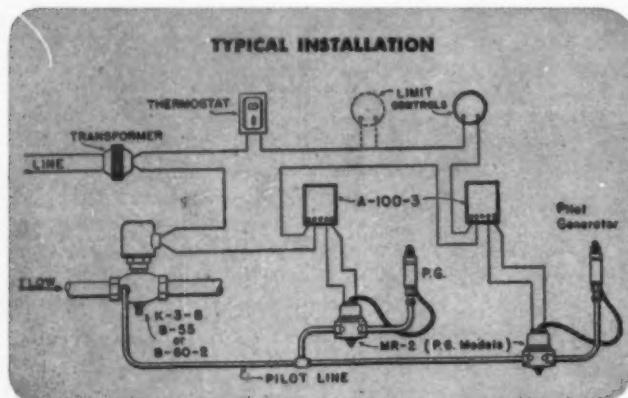 TYPICAL INSTALLATION
THERMOSTAT
LIMIT
CONTROLS
TRANSFORMER
LINE
A-100-3
Pilot
Generator
P.G.
FLOW
K-3-B
B-55
or
B-60-2
MR-2 (P.G. Models)
PILOT LINE